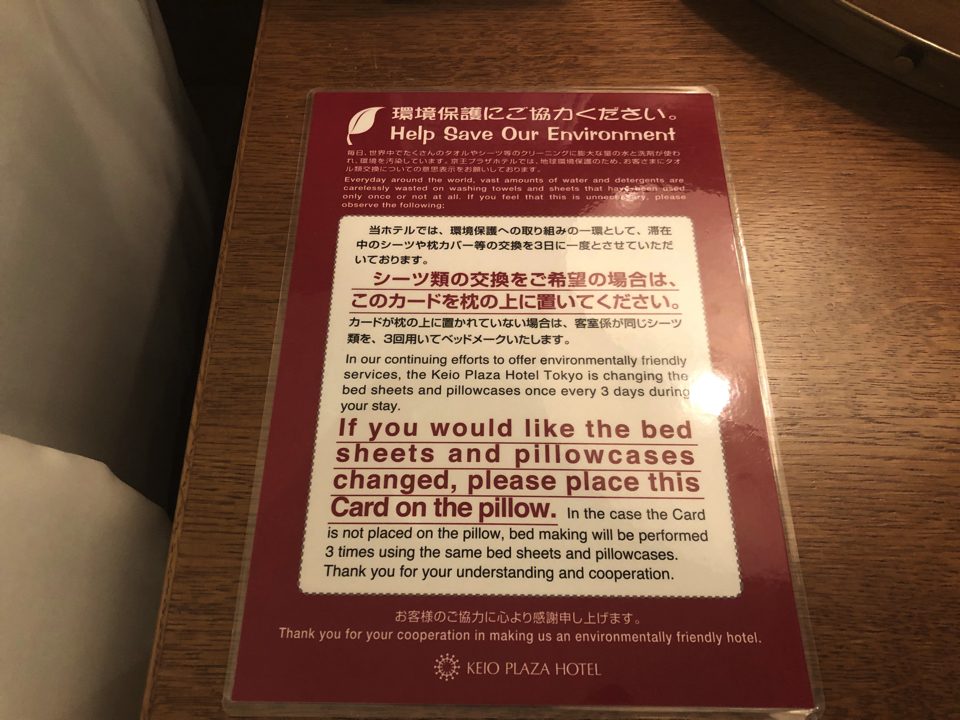 環境保護にご協力ください。
Help Save Our Environment
毎日、世界中でたくさんのタオルやシーツ等のクリーニングに膨大な量の水と洗剤が使わ
れ、環境を汚染しています。京王プラザホテルでは、地球環境保護のため、お客さまにタオ
ル類交換についての意思表示をお願いしております。
Everyday around the world, vast amounts of water and detergents are
carelessly wasted on washing towels and sheets that have been used
only once or not at all. If you feel that this is unnecessary, please
observe the following:
当ホテルでは、環境保護への取り組みの一環として、滞在
中のシーツや枕カバー等の交換を3日に一度とさせていただ
いております。
シーツ類の交換をご希望の場合は、
このカードを枕の上に置いてください。
カードが枕の上に置かれていない場合は、客室係が同じシーツ
類を、3回用いてベッドメークいたします。
In our continuing efforts to offer environmentally friendly
services, the Keio Plaza Hotel Tokyo is changing the
bed sheets and pillowcases once every 3 days during
your stay.
If you would like the bed
sheets and pillowcases
changed, please place this
Card on the pillow. In the case the Card
is not placed on the pillow, bed making will be performed
3 times using the same bed sheets and pillowcases.
Thank you for your understanding and cooperation.
お客様のご協力に心より感謝申し上げます。
Thank you for your cooperation in making us an environmentally friendly hotel.
KEIO PLAZA HOTEL